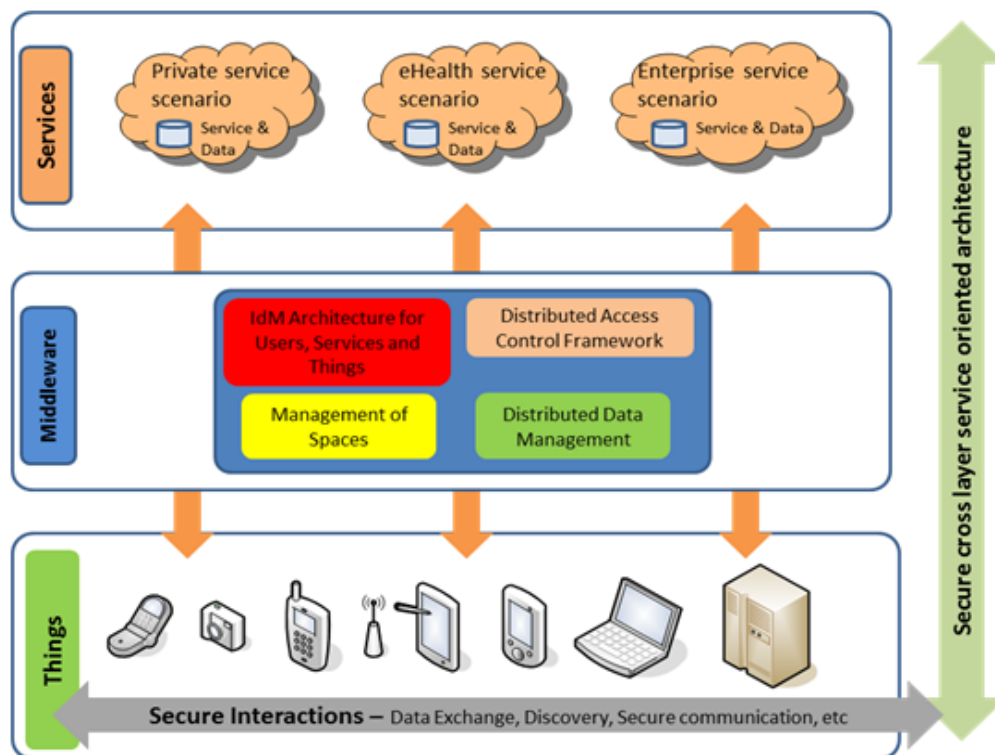 Services
Private service
scenario
Service &
Data
eHealth service
scenario
Service &
Data
Enterprise service
scenario
Service & Data
Middleware
IdM Architecture for
Users, Services and
Things
Distributed Access
Control Framework
Management of
Spaces
Distributed Data
Management
Things
Secure Interactions – Data Exchange, Discovery, Secure communication, etc
Secure cross layer service oriented architecture